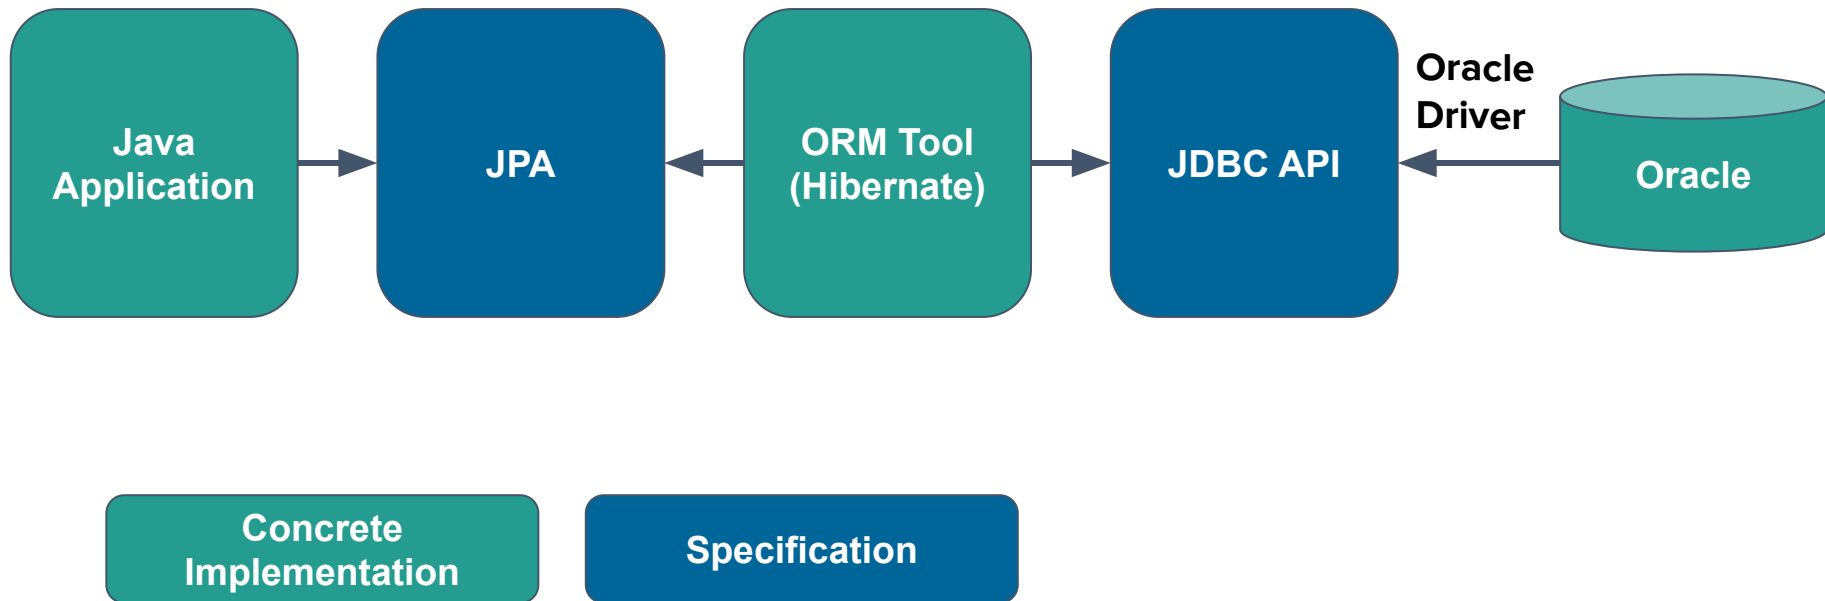 Java
Application
JPA
ORM Tool
(Hibernate)
JDBC API
Oracle
Driver
Oracle
Concrete
Implementation
Specification